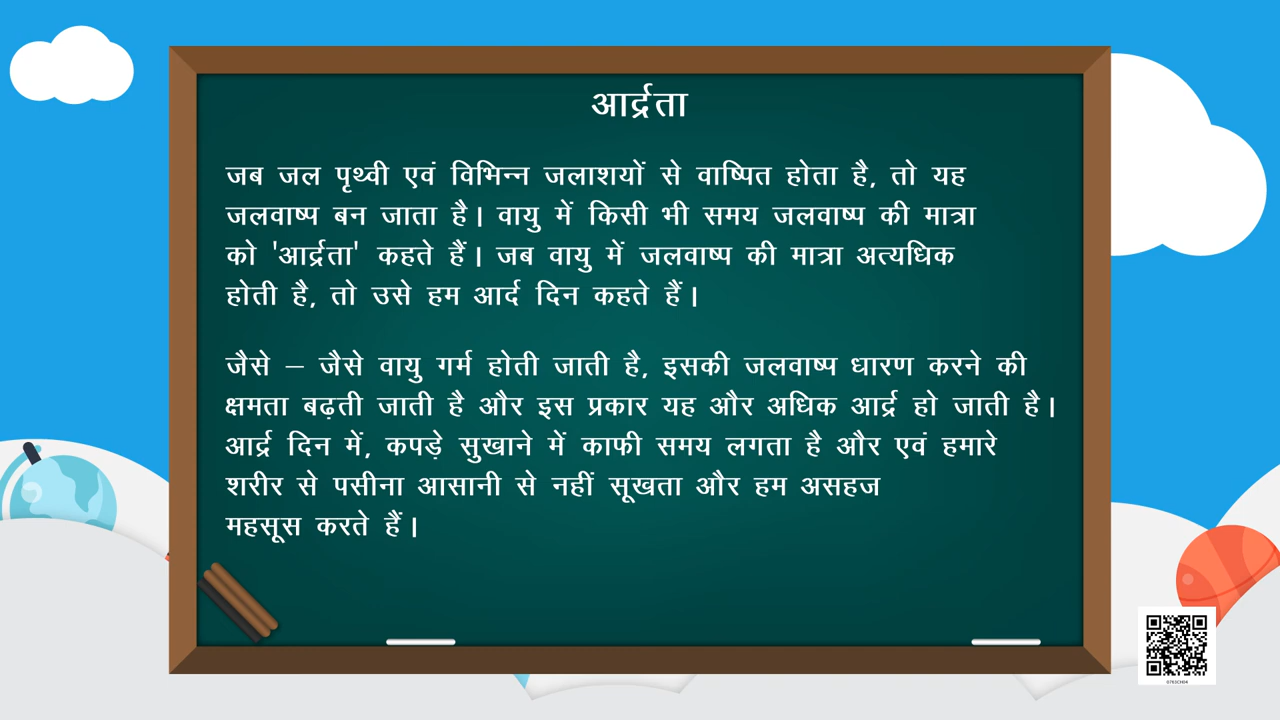 आर्द्रता
जब जल पृथ्वी एवं विभिन्न जलाशयों से वाष्पित होता है, तो यह
जलवाष्प बन जाता है। वायु में किसी भी समय जलवाष्प की मात्रा
को 'आर्द्रता' कहते हैं। जब वायु में जलवाष्प की मात्रा अत्यधिक
होती है, तो उसे हम आर्द दिन कहते हैं।
जैसे – जैसे वायु गर्म होती जाती है, इसकी जलवाष्प धारण करने की
क्षमता बढ़ती जाती है और इस प्रकार यह और अधिक आर्द्र हो जाती है।
आर्द्र दिन में, कपड़े सुखाने में काफी समय लगता है और एवं हमारे
शरीर से पसीना आसानी से नहीं सूखता और हम असहज
महसूस करते हैं।
0763CH04